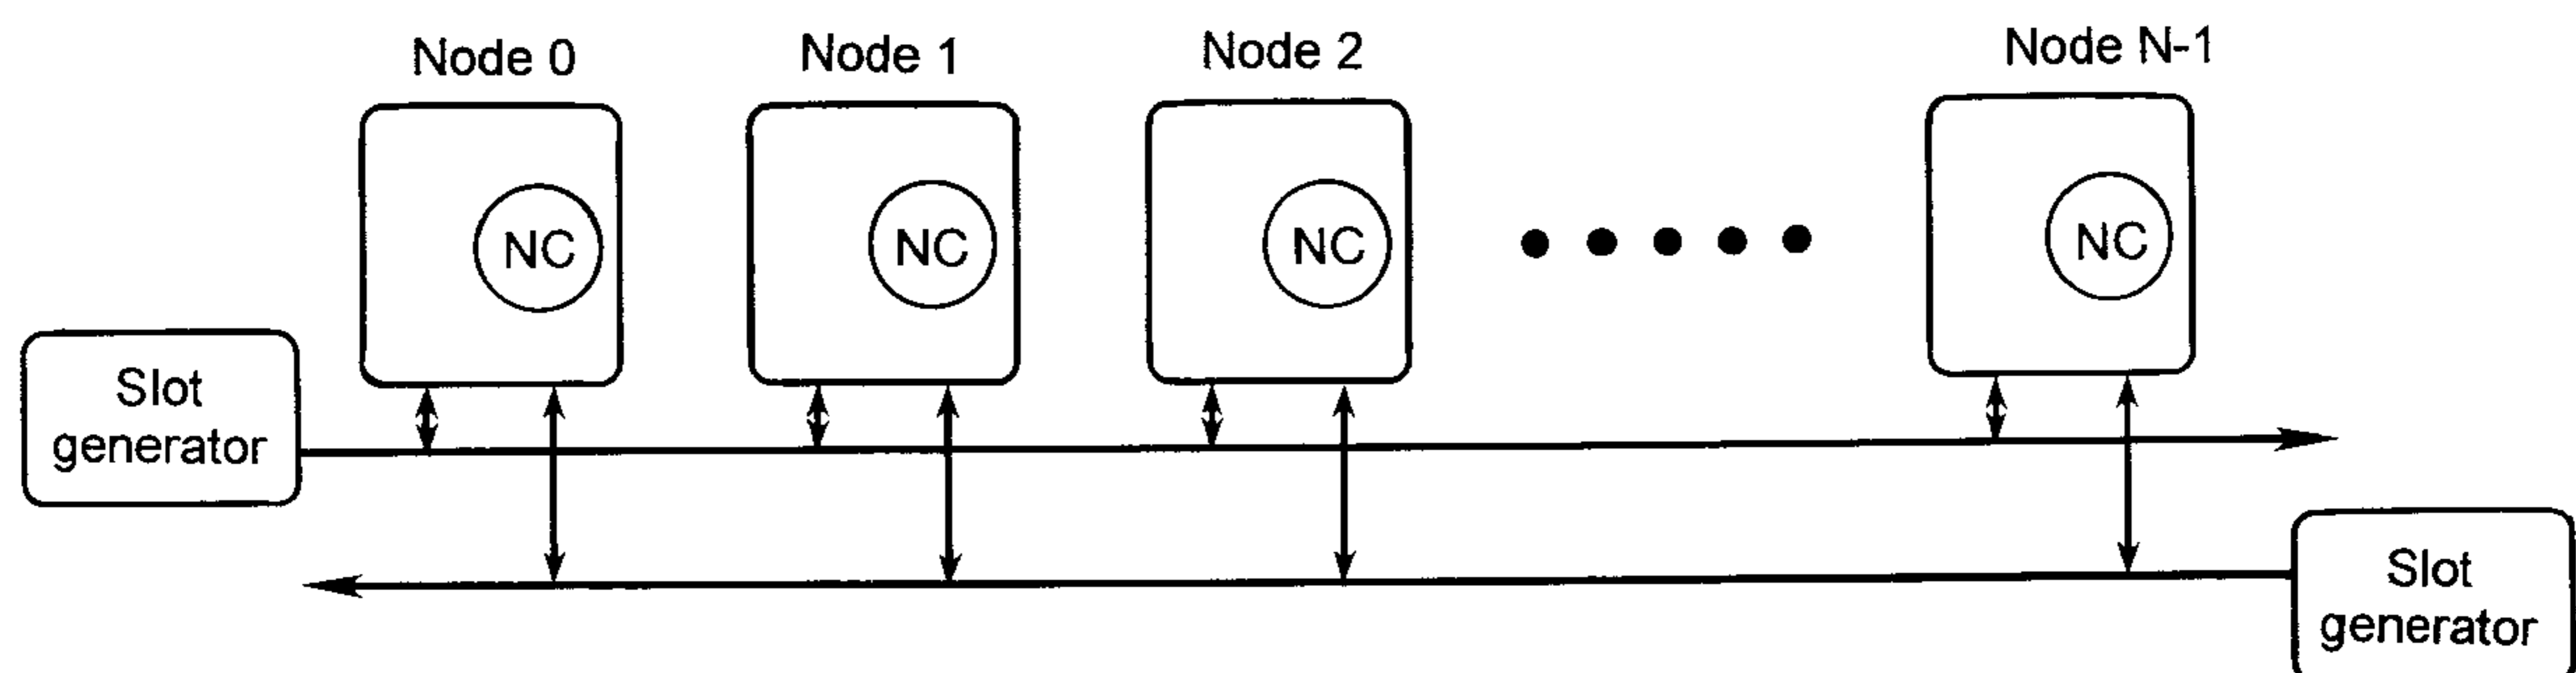 Node 0
Node 1
Node 2
Node N-1
NC
NC
NC
NC
Slot
generator
Slot
generator